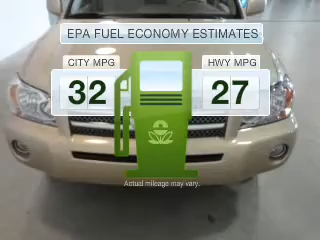 EPA FUEL ECONOMY ESTIMATES
CITY MPG HWY MPG
32 27
Actual mileage may vary.